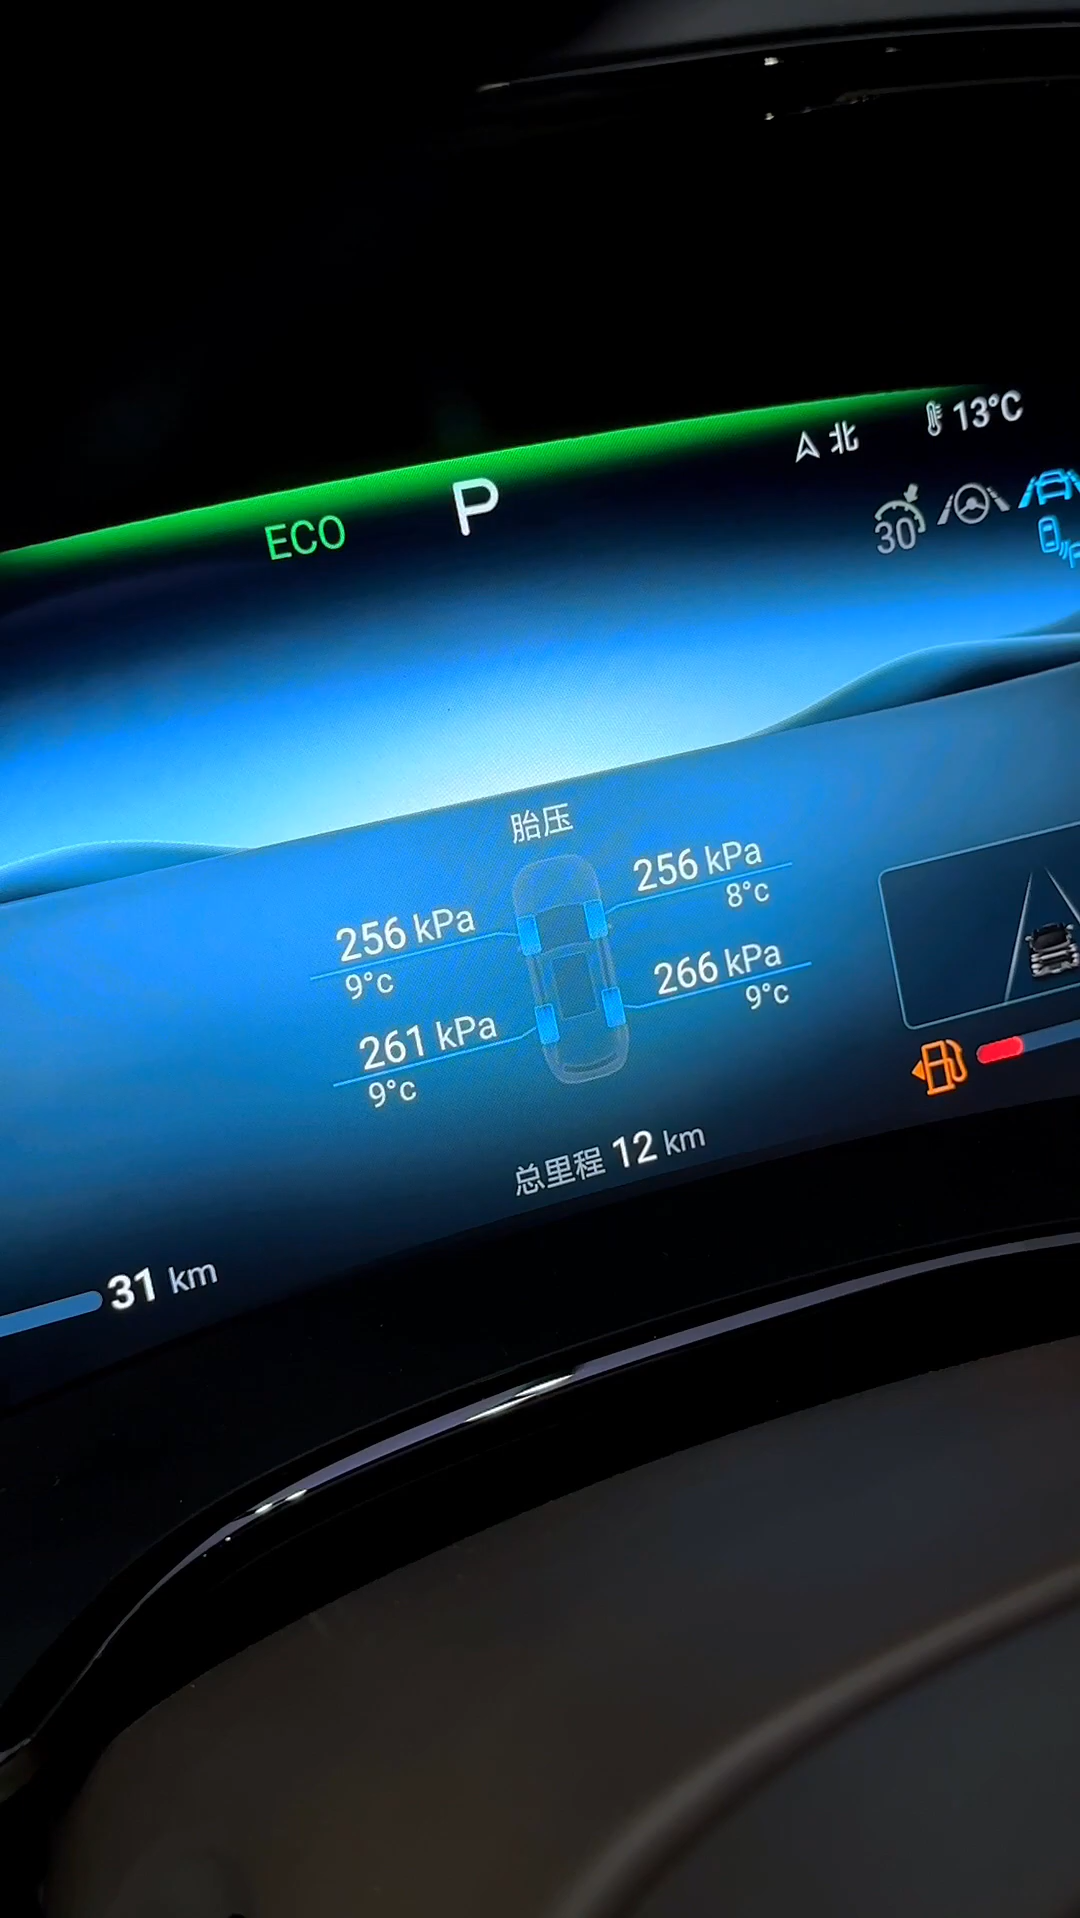 北
13°C
ECO
P
30
胎压
256 kPa
8°c
256 kPa
9°c
266 kPa
9°c
261 kPa
9°c
总里程 12 km
31 km